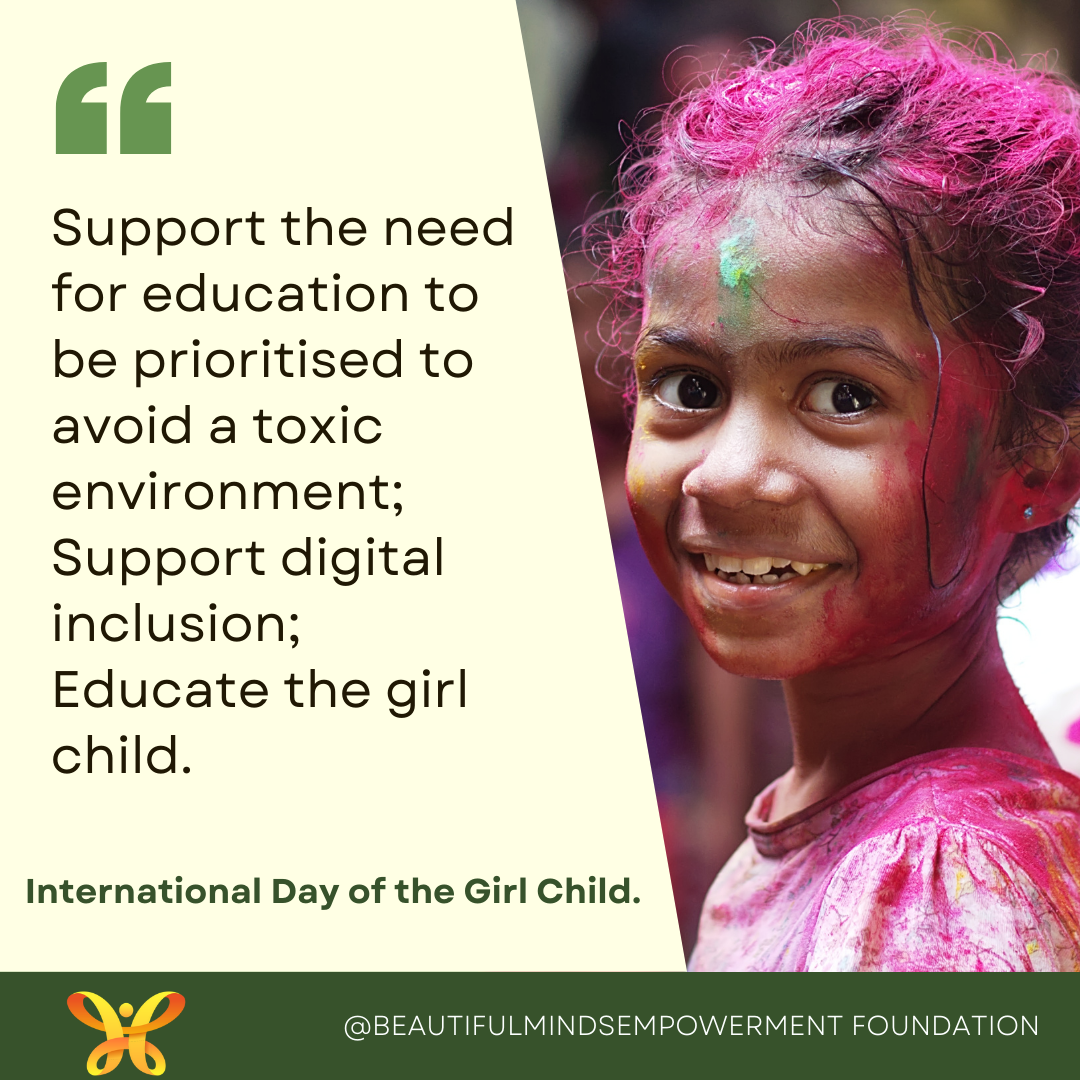 Support the need
for education to
be prioritised to
avoid a toxic
environment;
Support digital
inclusion;
Educate the girl
child.
International Day of the Girl Child.
@BEAUTIFULMINDSEMPOWERMENT FOUNDATION